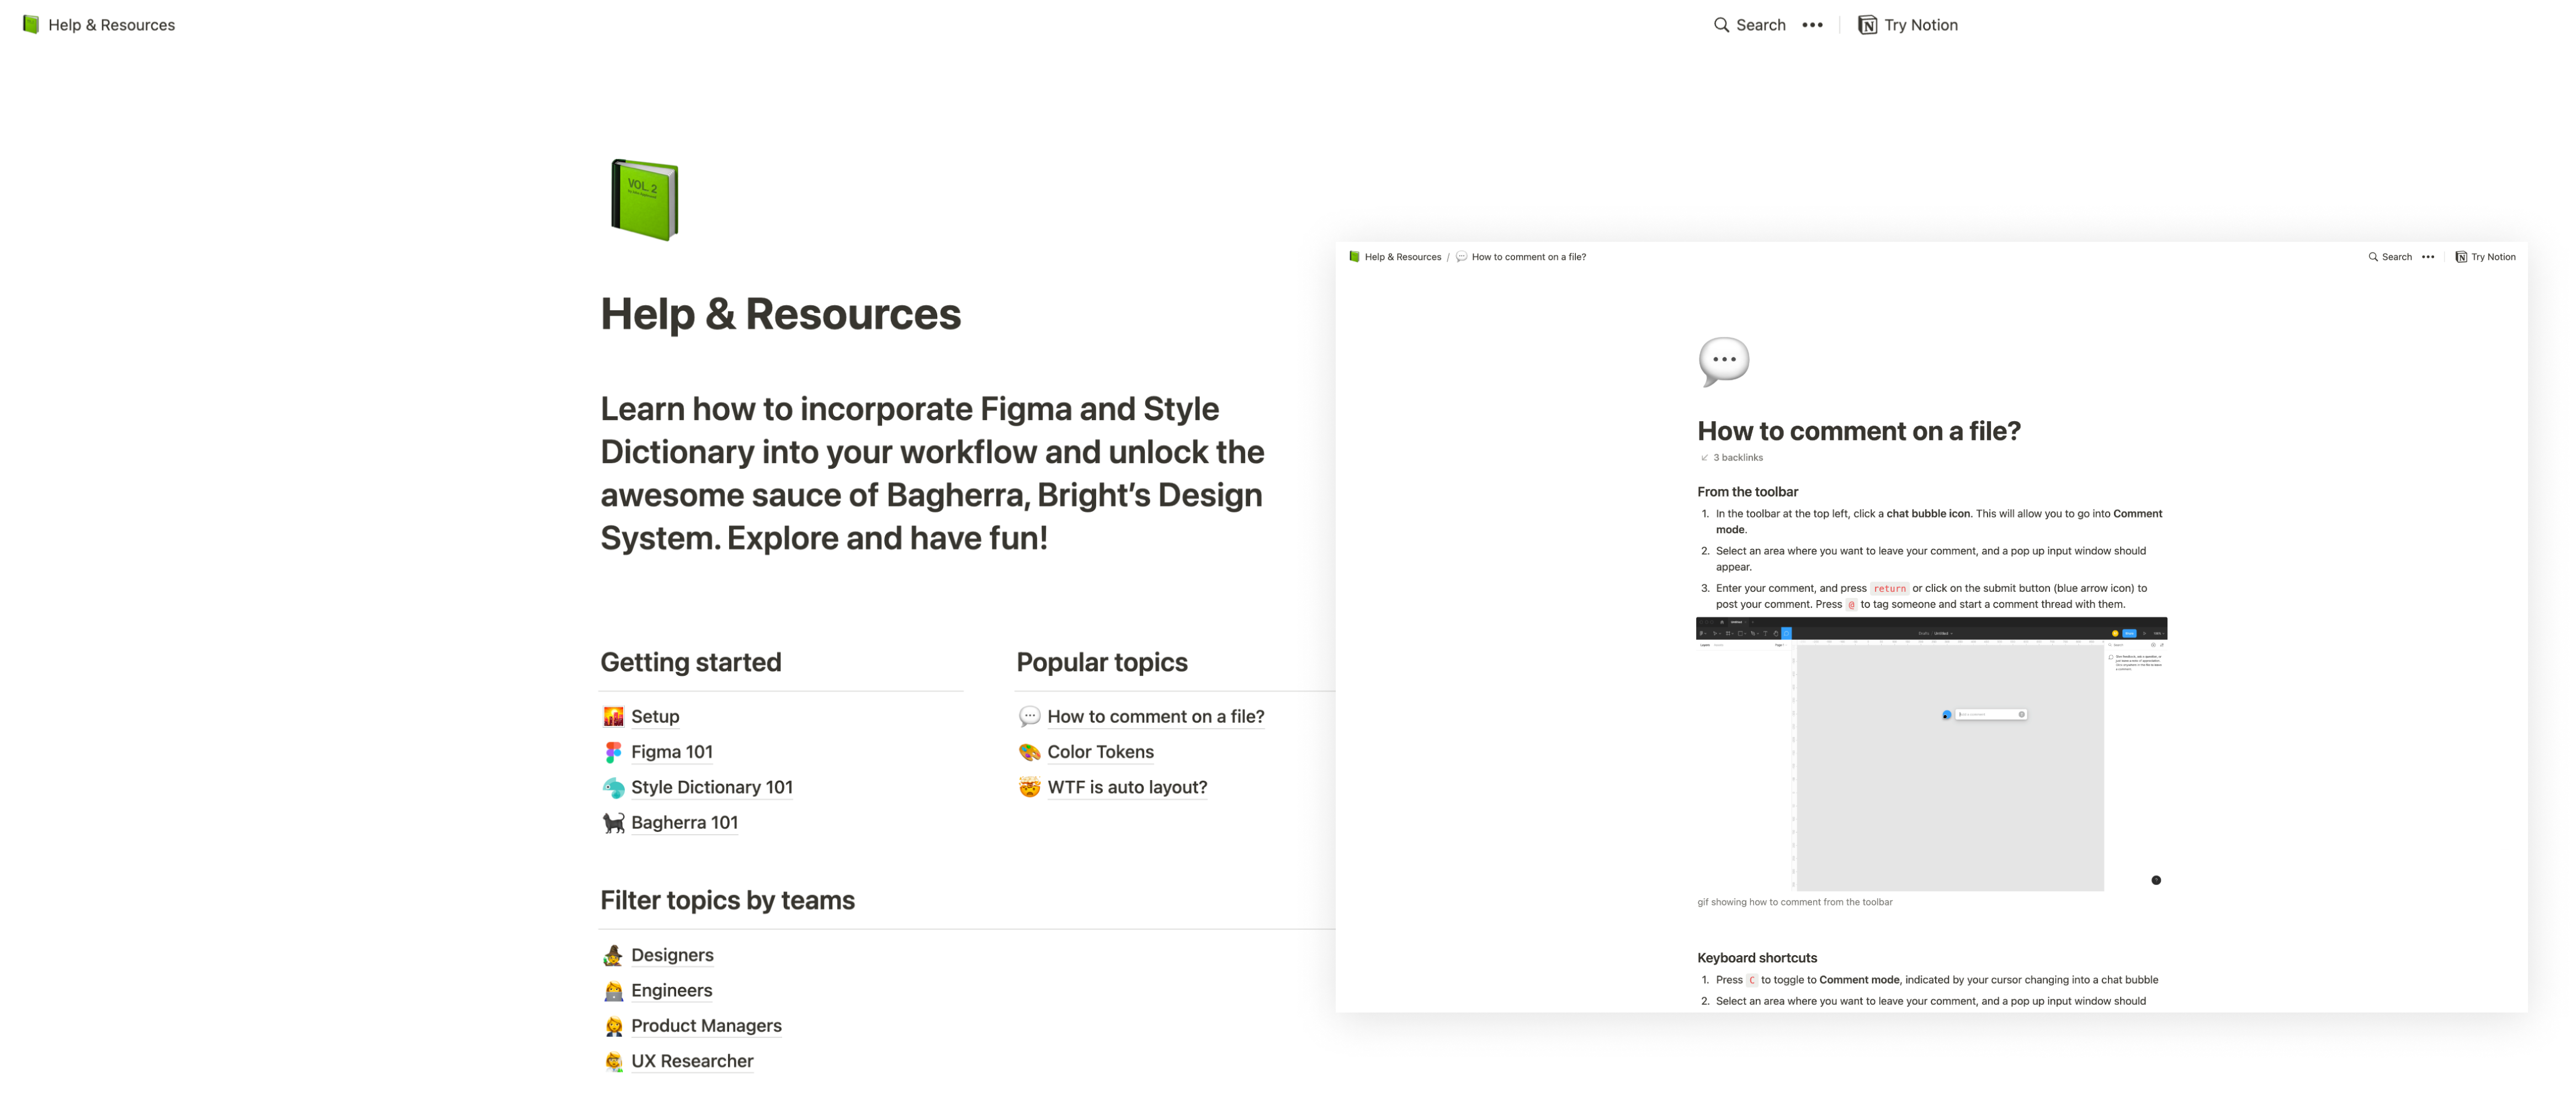 Help & Resources
Search
Try Notion
VOL. 2
Help & Resources
Learn how to incorporate Figma and Style
Dictionary into your workflow and unlock the
awesome sauce of Bagherra, Bright’s Design
System. Explore and have fun!
Getting started
Setup
Figma 101
Style Dictionary 101
Bagherra 101
Popular topics
How to comment on a file?
Color Tokens
WTF is auto layout?
Filter topics by teams
Designers
Engineers
Product Managers
UX Researcher
Help & Resources / How to comment on a file?
Search
Try Notion
How to comment on a file?
3 backlinks
From the toolbar
1. In the toolbar at the top left, click a chat bubble icon. This will allow you to go into Comment
mode.
2. Select an area where you want to leave your comment, and a pop up input window should
appear.
3. Enter your comment, and press return or click on the submit button (blue arrow icon) to
post your comment. Press @ to tag someone and start a comment thread with them.
gif showing how to comment from the toolbar
Keyboard shortcuts
1. Press C to toggle to Comment mode, indicated by your cursor changing into a chat bubble
2. Select an area where you want to leave your comment, and a pop up input window should